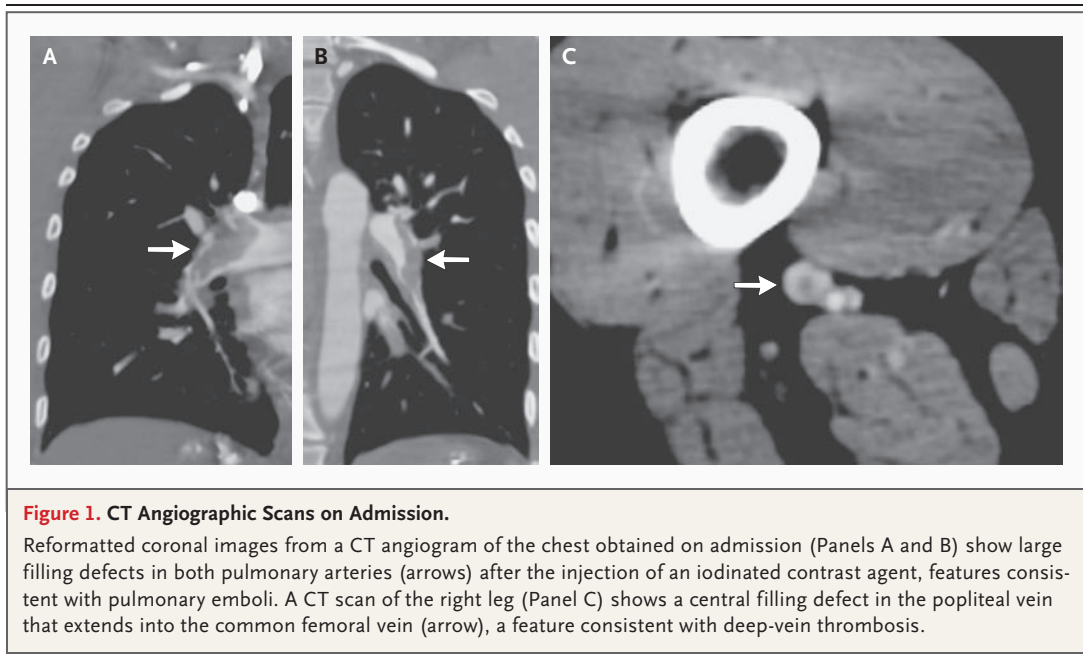 A
B
C
Figure 1. CT Angiographic Scans on Admission.
Reformatted coronal images from a CT angiogram of the chest obtained on admission (Panels A and B) show large
filling defects in both pulmonary arteries (arrows) after the injection of an iodinated contrast agent, features consis-
tent with pulmonary emboli. A CT scan of the right leg (Panel C) shows a central filling defect in the popliteal vein
that extends into the common femoral vein (arrow), a feature consistent with deep-vein thrombosis.